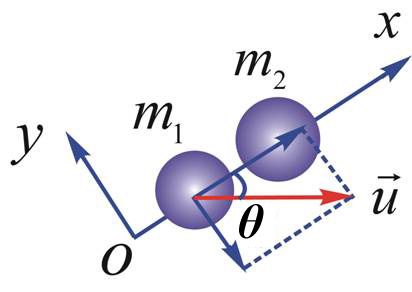 x
m₂
m₁
y
u⃗
θ
O